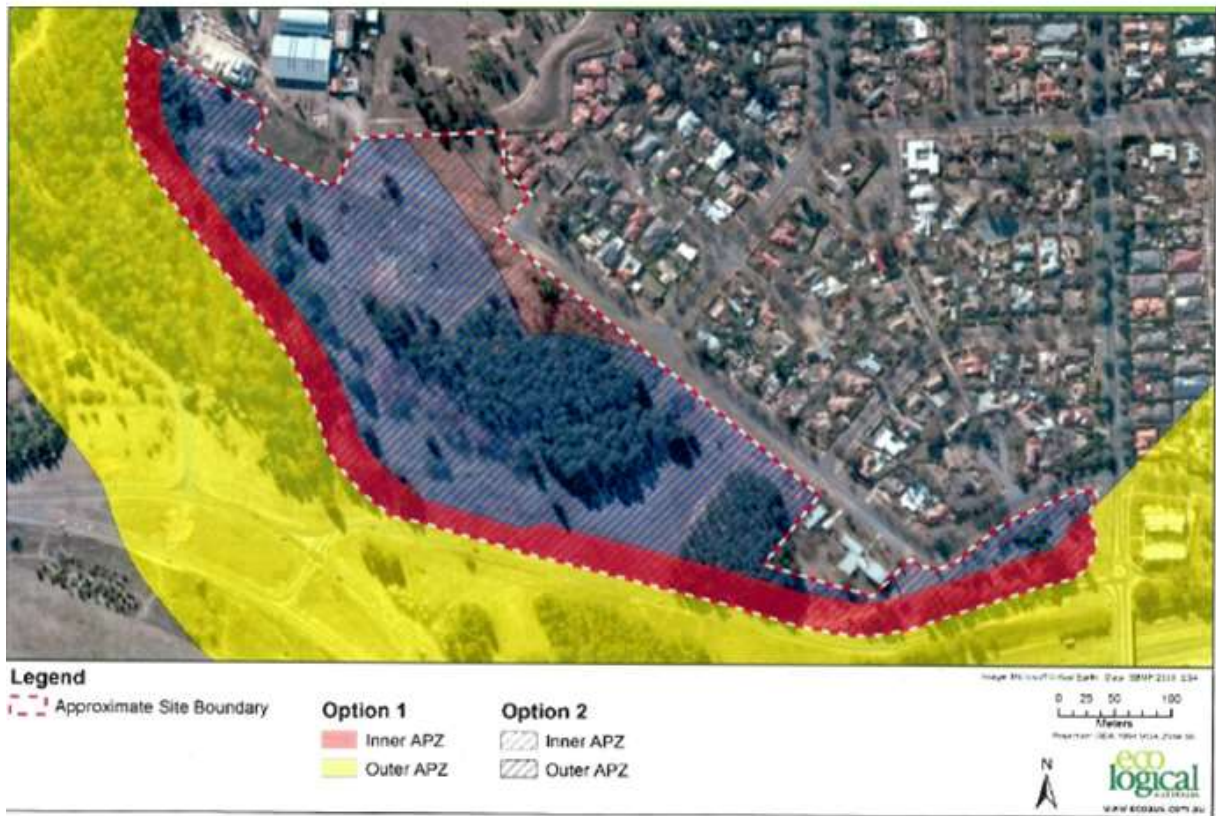 Legend
Approximate Site Boundary
Option 1
Inner APZ
Outer APZ
Option 2
Inner APZ
Outer APZ
0 25 50 100
Meters
N
eco
logical
AUSTRALIA
www.ecoaus.com.au